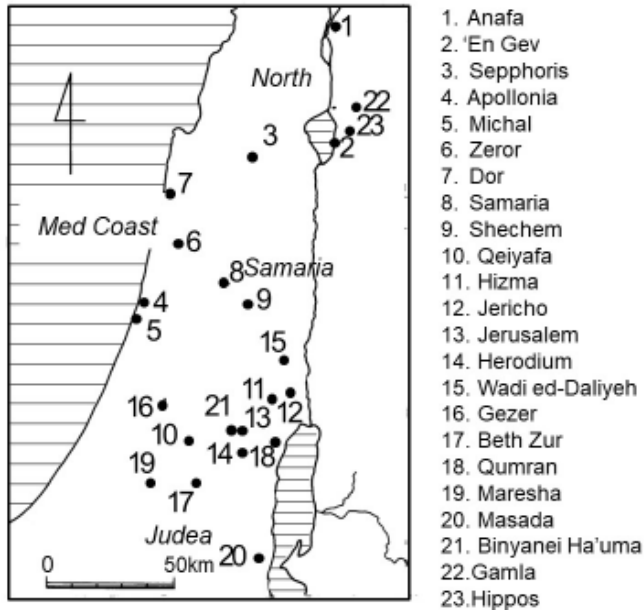 1
North
22
23
3
2
7
Med Coast
6
8
Samaria
4
9
5
15
11
12
16
21
13
10
14
18
19
17
Judea
20
0
50km
1. Anafa
2. ‘En Gev
3. Sepphoris
4. Apollonia
5. Michal
6. Zeror
7. Dor
8. Samaria
9. Shechem
10. Qeiyafa
11. Hizma
12. Jericho
13. Jerusalem
14. Herodium
15. Wadi ed-Daliyeh
16. Gezer
17. Beth Zur
18. Qumran
19. Maresha
20. Masada
21. Binyanei Ha'uma
22.Gamla
23.Hippos